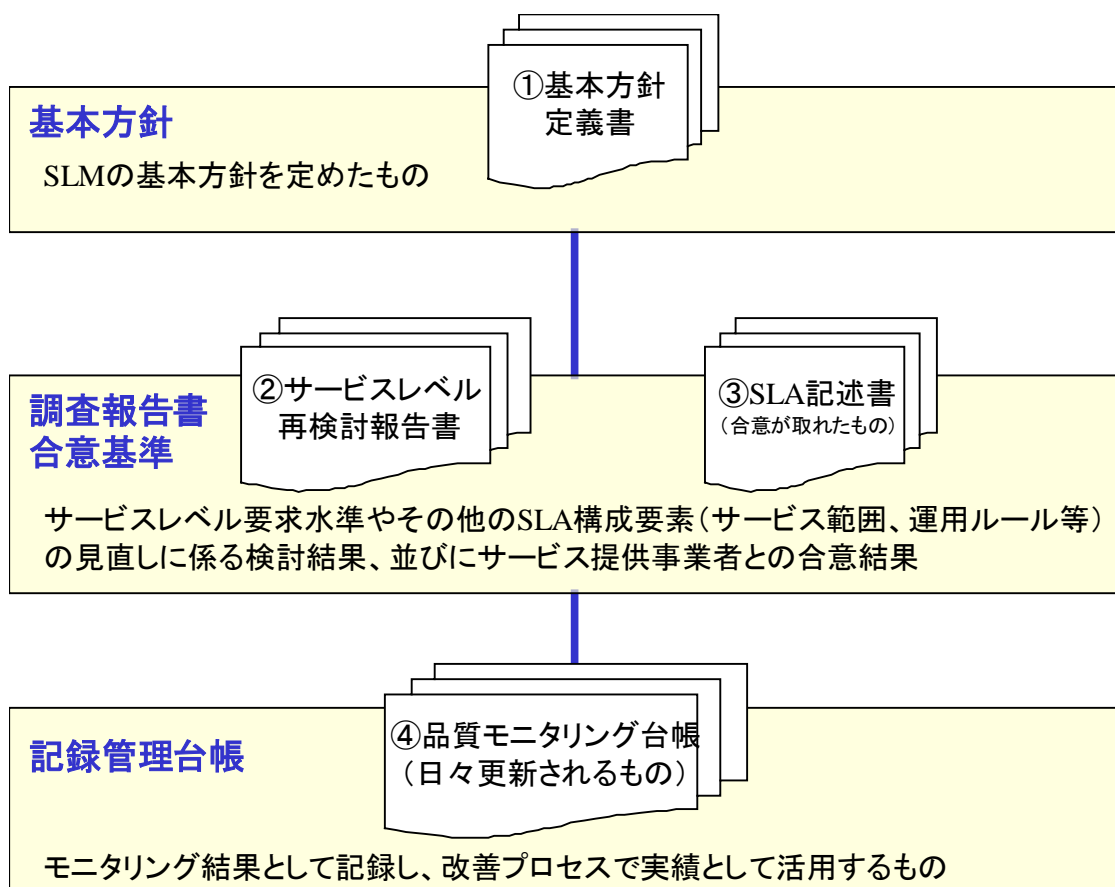 ①基本方針
定義書
基本方針
SLMの基本方針を定めたもの
②サービスレベル
再検討報告書
③SLA記述書
（合意が取れたもの）
調査報告書
合意基準
サービスレベル要求水準やその他のSLA構成要素（サービス範囲、運用ルール等）
の見直しに係る検討結果、並びにサービス提供事業者との合意結果
④品質モニタリング台帳
（日々更新されるもの）
記録管理台帳
モニタリング結果として記録し、改善プロセスで実績として活用するもの